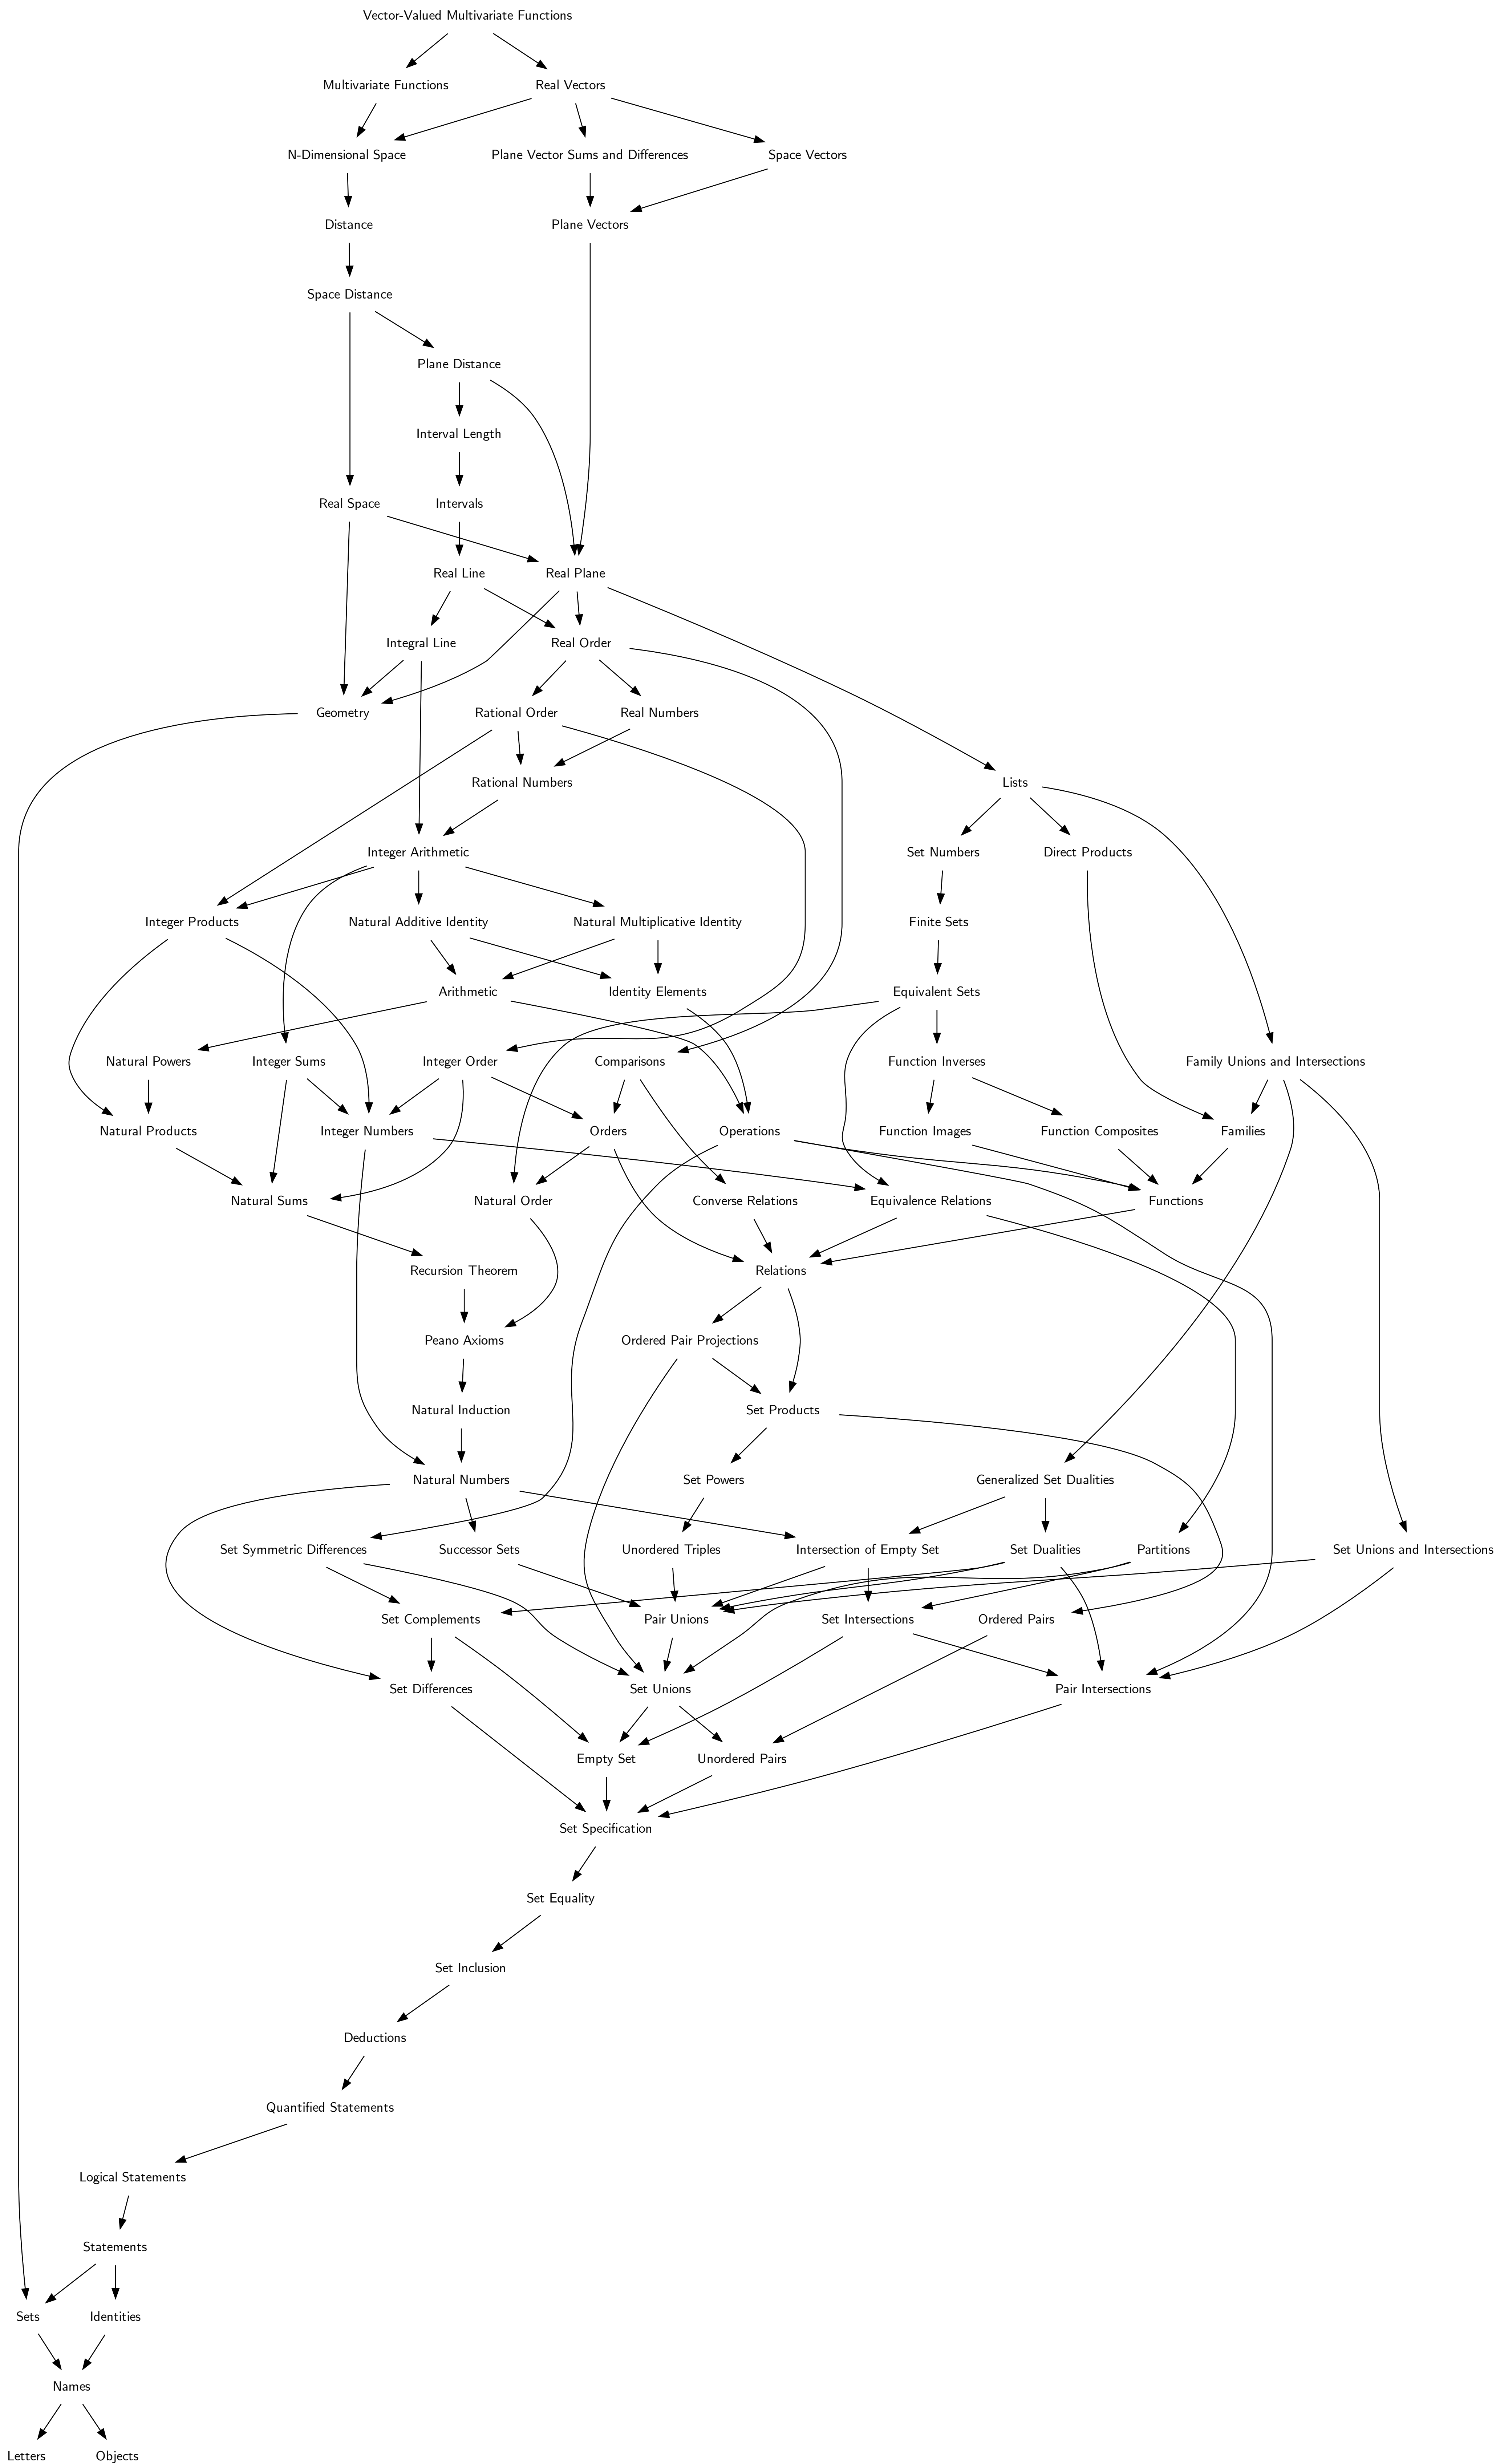 Vector-Valued Multivariate Functions
Multivariate Functions
Real Vectors
N-Dimensional Space
Plane Vector Sums and Differences
Space Vectors
Distance
Plane Vectors
Space Distance
Plane Distance
Interval Length
Real Space
Intervals
Real Line
Real Plane
Integral Line
Real Order
Geometry
Rational Order
Real Numbers
Rational Numbers
Lists
Integer Arithmetic
Set Numbers
Direct Products
Integer Products
Natural Additive Identity
Natural Multiplicative Identity
Finite Sets
Arithmetic
Identity Elements
Equivalent Sets
Natural Powers
Integer Sums
Integer Order
Comparisons
Function Inverses
Family Unions and Intersections
Natural Products
Integer Numbers
Orders
Operations
Function Images
Function Composites
Families
Natural Sums
Natural Order
Converse Relations
Equivalence Relations
Functions
Recursion Theorem
Relations
Peano Axioms
Ordered Pair Projections
Natural Induction
Set Products
Natural Numbers
Set Powers
Generalized Set Dualities
Set Symmetric Differences
Successor Sets
Unordered Triples
Intersection of Empty Set
Set Dualities
Partitions
Set Unions and Intersections
Set Complements
Pair Unions
Set Intersections
Ordered Pairs
Set Differences
Set Unions
Pair Intersections
Empty Set
Unordered Pairs
Set Specification
Set Equality
Set Inclusion
Deductions
Quantified Statements
Logical Statements
Statements
Sets
Identities
Names
Letters
Objects